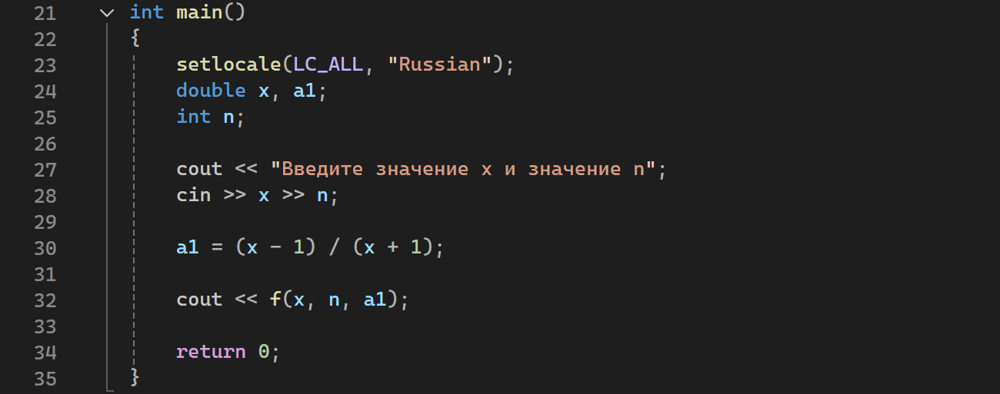 21 int main()
22 {
23 setlocale(LC_ALL, "Russian");
24 double x, a1;
25 int n;
26
27 cout << "Введите значение x и значение n";
28 cin >> x >> n;
29
30 a1 = (x - 1) / (x + 1);
31
32 cout << f(x, n, a1);
33
34 return 0;
35 }